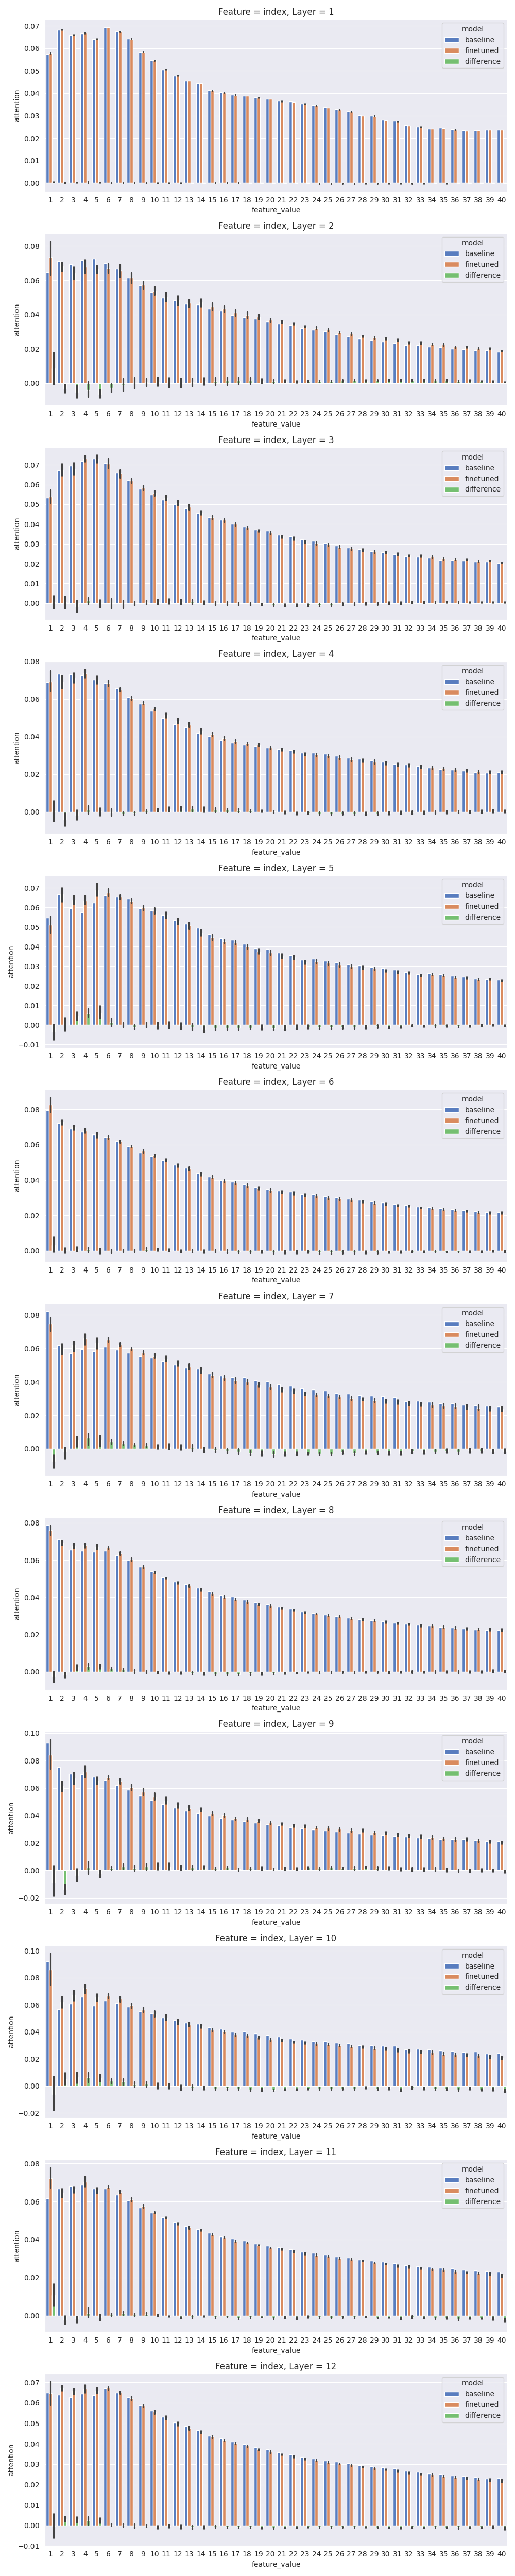 Feature = index, Layer = 1
model
baseline
finetuned
difference
0.07
0.06
0.05
0.04
0.03
0.02
0.01
0.00
attention
1 2 3 4 5 6 7 8 9 10 11 12 13 14 15 16 17 18 19 20 21 22 23 24 25 26 27 28 29 30 31 32 33 34 35 36 37 38 39 40
feature_value
Feature = index, Layer = 2
model
baseline
finetuned
difference
0.08
0.06
0.04
0.02
0.00
attention
1 2 3 4 5 6 7 8 9 10 11 12 13 14 15 16 17 18 19 20 21 22 23 24 25 26 27 28 29 30 31 32 33 34 35 36 37 38 39 40
feature_value
Feature = index, Layer = 3
model
baseline
finetuned
difference
0.07
0.06
0.05
0.04
0.03
0.02
0.01
0.00
attention
1 2 3 4 5 6 7 8 9 10 11 12 13 14 15 16 17 18 19 20 21 22 23 24 25 26 27 28 29 30 31 32 33 34 35 36 37 38 39 40
feature_value
Feature = index, Layer = 4
model
baseline
finetuned
difference
0.08
0.06
0.04
0.02
0.00
attention
1 2 3 4 5 6 7 8 9 10 11 12 13 14 15 16 17 18 19 20 21 22 23 24 25 26 27 28 29 30 31 32 33 34 35 36 37 38 39 40
feature_value
Feature = index, Layer = 5
model
baseline
finetuned
difference
0.07
0.06
0.05
0.04
0.03
0.02
0.01
0.00
−0.01
attention
1 2 3 4 5 6 7 8 9 10 11 12 13 14 15 16 17 18 19 20 21 22 23 24 25 26 27 28 29 30 31 32 33 34 35 36 37 38 39 40
feature_value
Feature = index, Layer = 6
model
baseline
finetuned
difference
0.08
0.06
0.04
0.02
0.00
attention
1 2 3 4 5 6 7 8 9 10 11 12 13 14 15 16 17 18 19 20 21 22 23 24 25 26 27 28 29 30 31 32 33 34 35 36 37 38 39 40
feature_value
Feature = index, Layer = 7
model
baseline
finetuned
difference
0.08
0.06
0.04
0.02
0.00
attention
1 2 3 4 5 6 7 8 9 10 11 12 13 14 15 16 17 18 19 20 21 22 23 24 25 26 27 28 29 30 31 32 33 34 35 36 37 38 39 40
feature_value
Feature = index, Layer = 8
model
baseline
finetuned
difference
0.08
0.06
0.04
0.02
0.00
attention
1 2 3 4 5 6 7 8 9 10 11 12 13 14 15 16 17 18 19 20 21 22 23 24 25 26 27 28 29 30 31 32 33 34 35 36 37 38 39 40
feature_value
Feature = index, Layer = 9
model
baseline
finetuned
difference
0.10
0.08
0.06
0.04
0.02
0.00
−0.02
attention
1 2 3 4 5 6 7 8 9 10 11 12 13 14 15 16 17 18 19 20 21 22 23 24 25 26 27 28 29 30 31 32 33 34 35 36 37 38 39 40
feature_value
Feature = index, Layer = 10
model
baseline
finetuned
difference
0.10
0.08
0.06
0.04
0.02
0.00
−0.02
attention
1 2 3 4 5 6 7 8 9 10 11 12 13 14 15 16 17 18 19 20 21 22 23 24 25 26 27 28 29 30 31 32 33 34 35 36 37 38 39 40
feature_value
Feature = index, Layer = 11
model
baseline
finetuned
difference
0.08
0.06
0.04
0.02
0.00
attention
1 2 3 4 5 6 7 8 9 10 11 12 13 14 15 16 17 18 19 20 21 22 23 24 25 26 27 28 29 30 31 32 33 34 35 36 37 38 39 40
feature_value
Feature = index, Layer = 12
model
baseline
finetuned
difference
0.07
0.06
0.05
0.04
0.03
0.02
0.01
0.00
−0.01
attention
1 2 3 4 5 6 7 8 9 10 11 12 13 14 15 16 17 18 19 20 21 22 23 24 25 26 27 28 29 30 31 32 33 34 35 36 37 38 39 40
feature_value